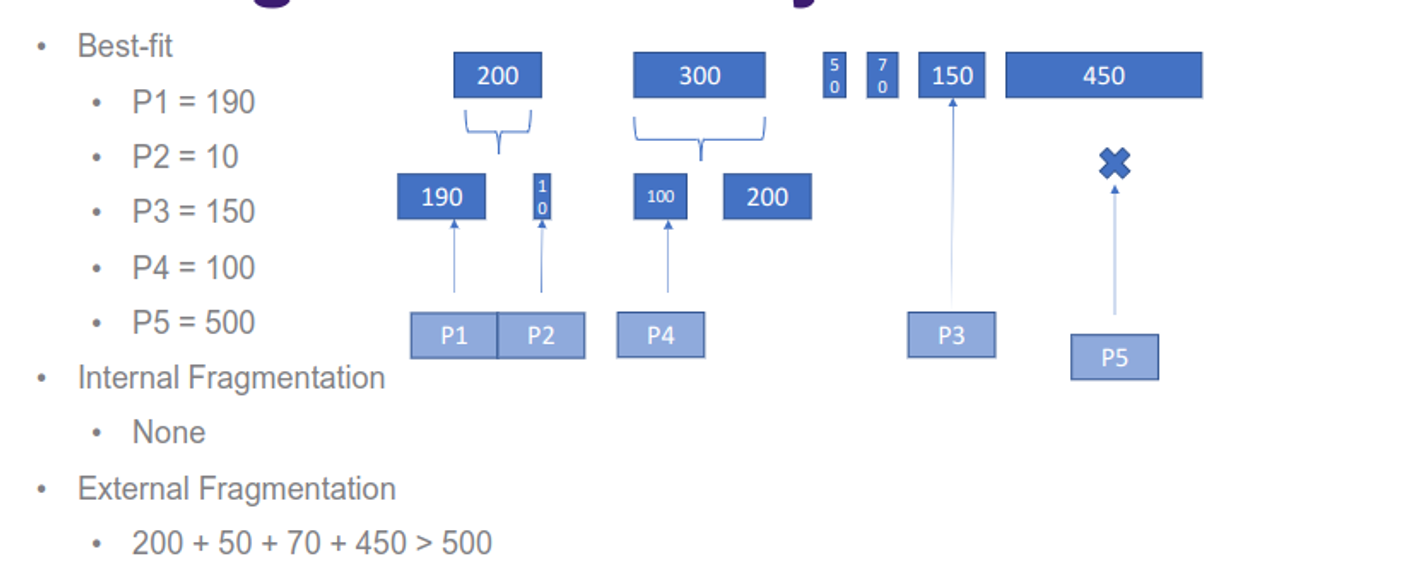 • Best-fit
• P1 = 190
• P2 = 10
• P3 = 150
• P4 = 100
• P5 = 500
• Internal Fragmentation
• None
• External Fragmentation
• 200 + 50 + 70 + 450 > 500
200 300 50 70 150 450
190 10 100 200
P1 P2 P4 P3
P5